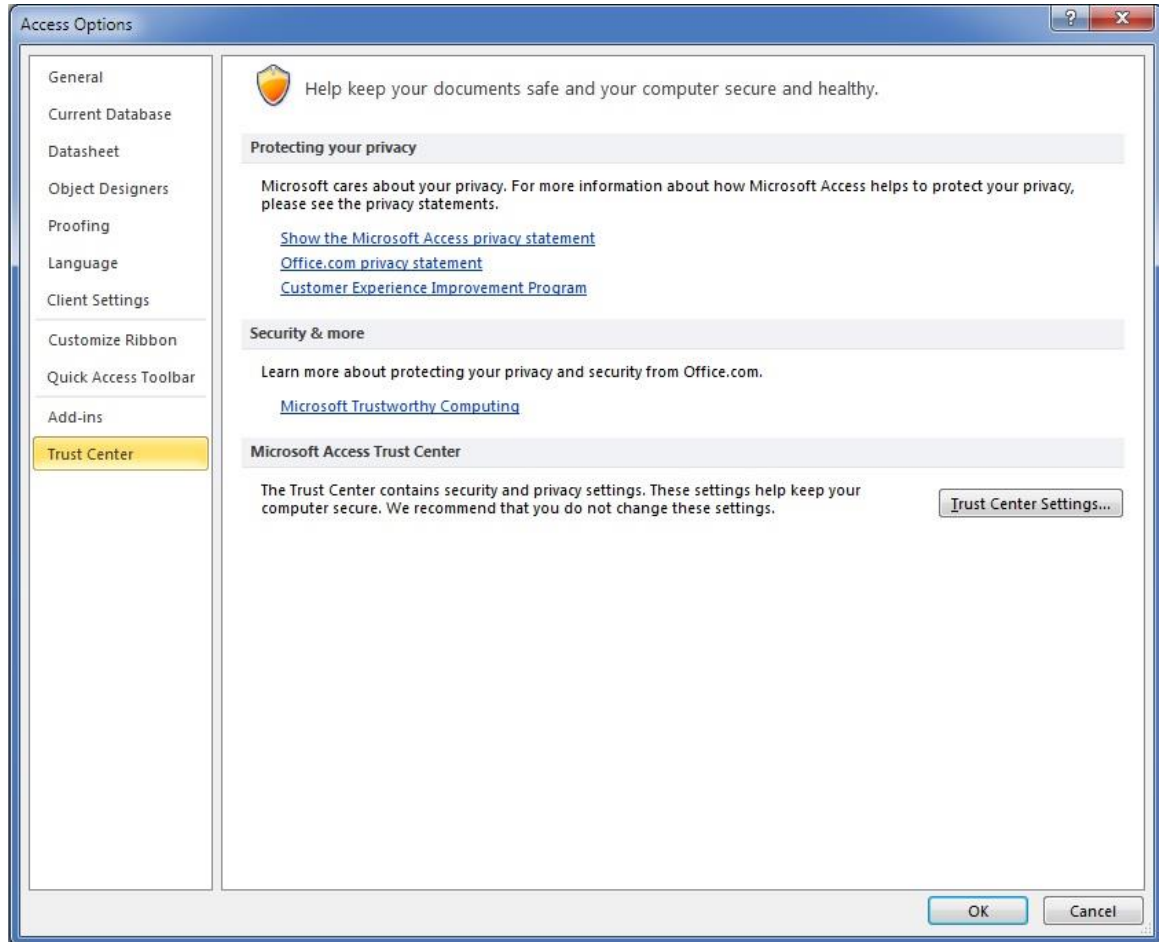 Access Options
?
X
General
Current Database
Datasheet
Object Designers
Proofing
Language
Client Settings
Customize Ribbon
Quick Access Toolbar
Add-ins
Trust Center
Help keep your documents safe and your computer secure and healthy.
Protecting your privacy
Microsoft cares about your privacy. For more information about how Microsoft Access helps to protect your privacy,
please see the privacy statements.
Show the Microsoft Access privacy statement
Office.com privacy statement
Customer Experience Improvement Program
Security & more
Learn more about protecting your privacy and security from Office.com.
Microsoft Trustworthy Computing
Microsoft Access Trust Center
The Trust Center contains security and privacy settings. These settings help keep your
computer secure. We recommend that you do not change these settings.
Trust Center Settings...
OK
Cancel